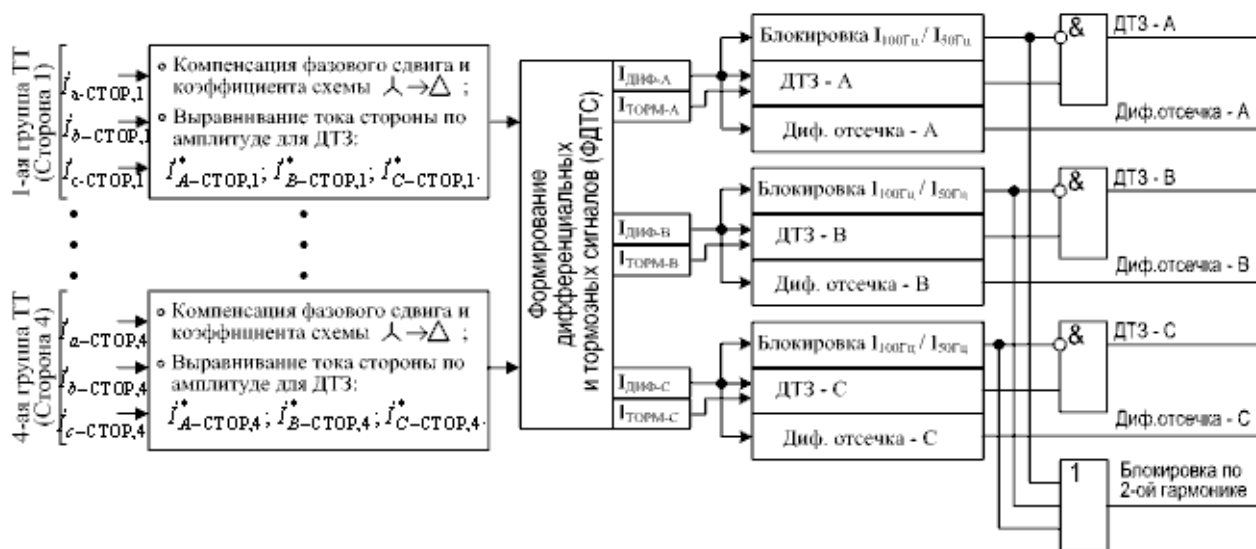 1-ая группа ТТ
(Сторона 1)
İa-СТОР,1
İb-СТОР,1
İc-СТОР,1
Компенсация фазового сдвига и
коэффициента схемы ⅄→△ ;
Выравнивание тока стороны по
амплитуде для ДТЗ:
İ*A-СТОР,1; İ*B-СТОР,1; İ*C-СТОР,1.
4-ая группа ТТ
(Сторона 4)
İa-СТОР,4
İb-СТОР,4
İc-СТОР,4
Компенсация фазового сдвига и
коэффициента схемы ⅄→△ ;
Выравнивание тока стороны по
амплитуде для ДТЗ:
İ*A-СТОР,4; İ*B-СТОР,4; İ*C-СТОР,4.
Формирование
дифференциальных
и тормозных сигналов (ФДТС)
IДИФ-А
IТОРМ-А
IДИФ-В
IТОРМ-В
IДИФ-С
IТОРМ-С
Блокировка I100Гц / I50Гц
ДТЗ - А
Диф. отсечка - А
Блокировка I100Гц / I50Гц
ДТЗ - В
Диф. отсечка - В
Блокировка I100Гц / I50Гц
ДТЗ - С
Диф. отсечка - С
&
ДТЗ - А
Диф.отсечка - А
&
ДТЗ - В
Диф.отсечка - В
&
ДТЗ - С
Диф.отсечка - С
1
Блокировка по
2-ой гармонике